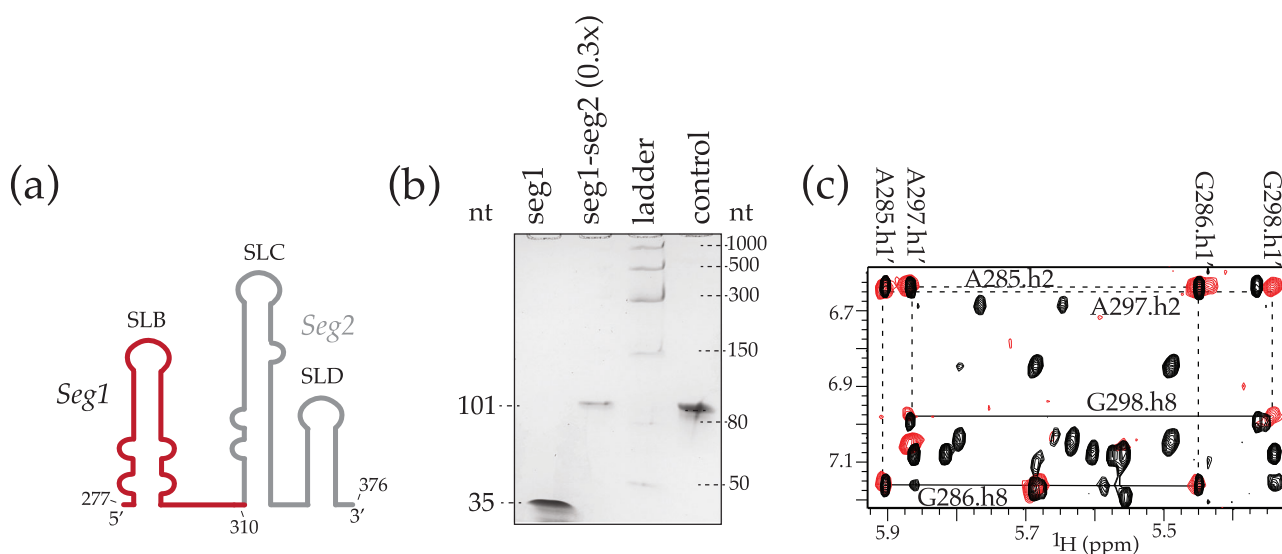 (a)
SLC
SLB
Seg2
Seg1
SLD
277
376
5′
310
3′
(b)
nt
seg1
seg1-seg2 (0.3x)
ladder
control
nt
1000
500
300
150
101
80
50
35
(c)
A285.h1′
A297.h1′
G286.h1′
G298.h1′
A285.h2
6.7
A297.h2
6.9
G298.h8
7.1
G286.h8
5.9
5.7
5.5
¹H (ppm)